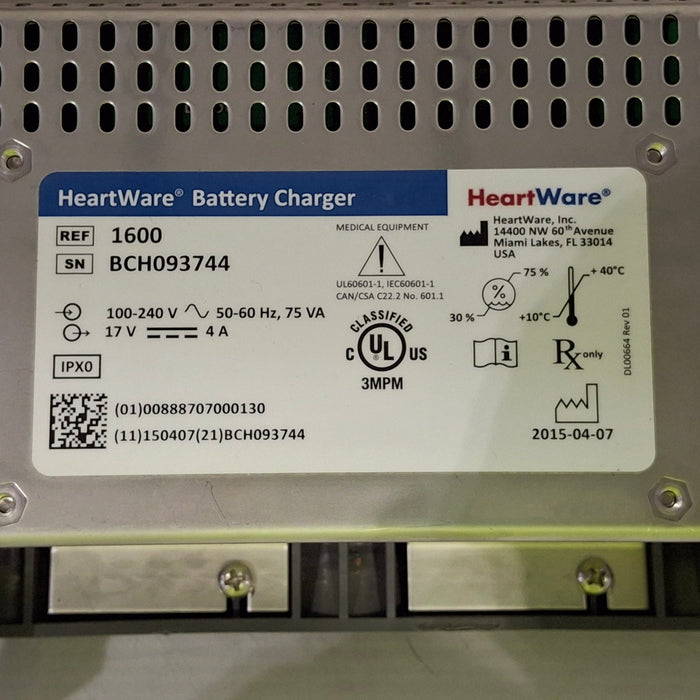 HeartWare® Battery Charger
HeartWare®
REF 1600
SN BCH093744
MEDICAL EQUIPMENT
UL60601-1, IEC60601-1
CAN/CSA C22.2 No. 601.1
HeartWare, Inc.
14400 NW 60th Avenue
Miami Lakes, FL 33014
USA
100-240 V 50-60 Hz, 75 VA
17 V 4 A
IPX0
CLASSIFIED
C UL US
3MPM
75 %
%
30 %
+ 40°C
+10°C
i
Rx only
DL00664 Rev 01
(01)00888707000130
(11)150407(21)BCH093744
2015-04-07